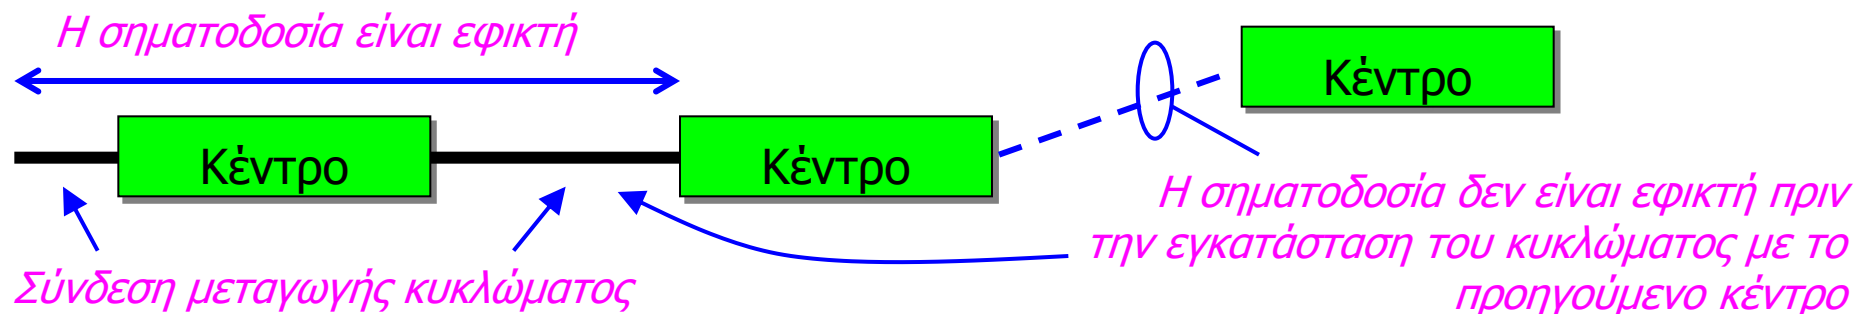 Η σηματοδοσία είναι εφικτή
Κέντρο
Κέντρο
Κέντρο
Σύνδεση μεταγωγής κυκλώματος
Η σηματοδοσία δεν είναι εφικτή πριν
την εγκατάσταση του κυκλώματος με το
προηγούμενο κέντρο